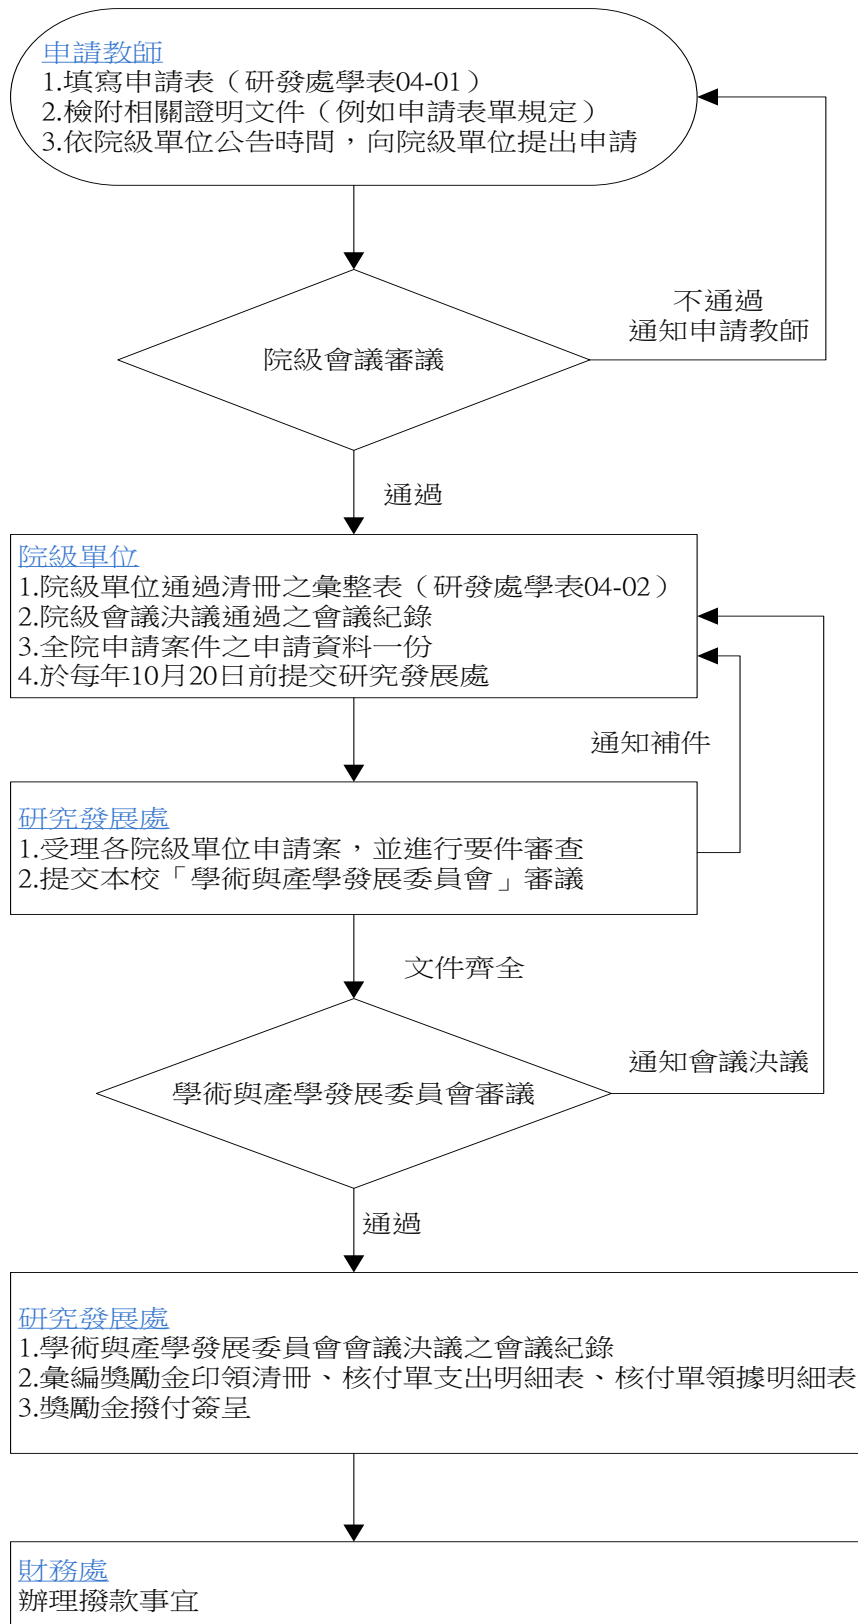 申請教師
1.填寫申請表（研發處學表04-01）
2.檢附相關證明文件（例如申請表單規定）
3.依院級單位公告時間，向院級單位提出申請
不通過
通知申請教師
院級會議審議
通過
院級單位
1.院級單位通過清冊之彙整表（研發處學表04-02）
2.院級會議決議通過之會議紀錄
3.全院申請案件之申請資料一份
4.於每年10月20日前提交研究發展處
通知補件
研究發展處
1.受理各院級單位申請案，並進行要件審查
2.提交本校「學術與產學發展委員會」審議
文件齊全
通知會議決議
學術與產學發展委員會審議
通過
研究發展處
1.學術與產學發展委員會會議決議之會議紀錄
2.彙編獎勵金印領清冊、核付單支出明細表、核付單領據明細表
3.獎勵金撥付簽呈
財務處
辦理撥款事宜